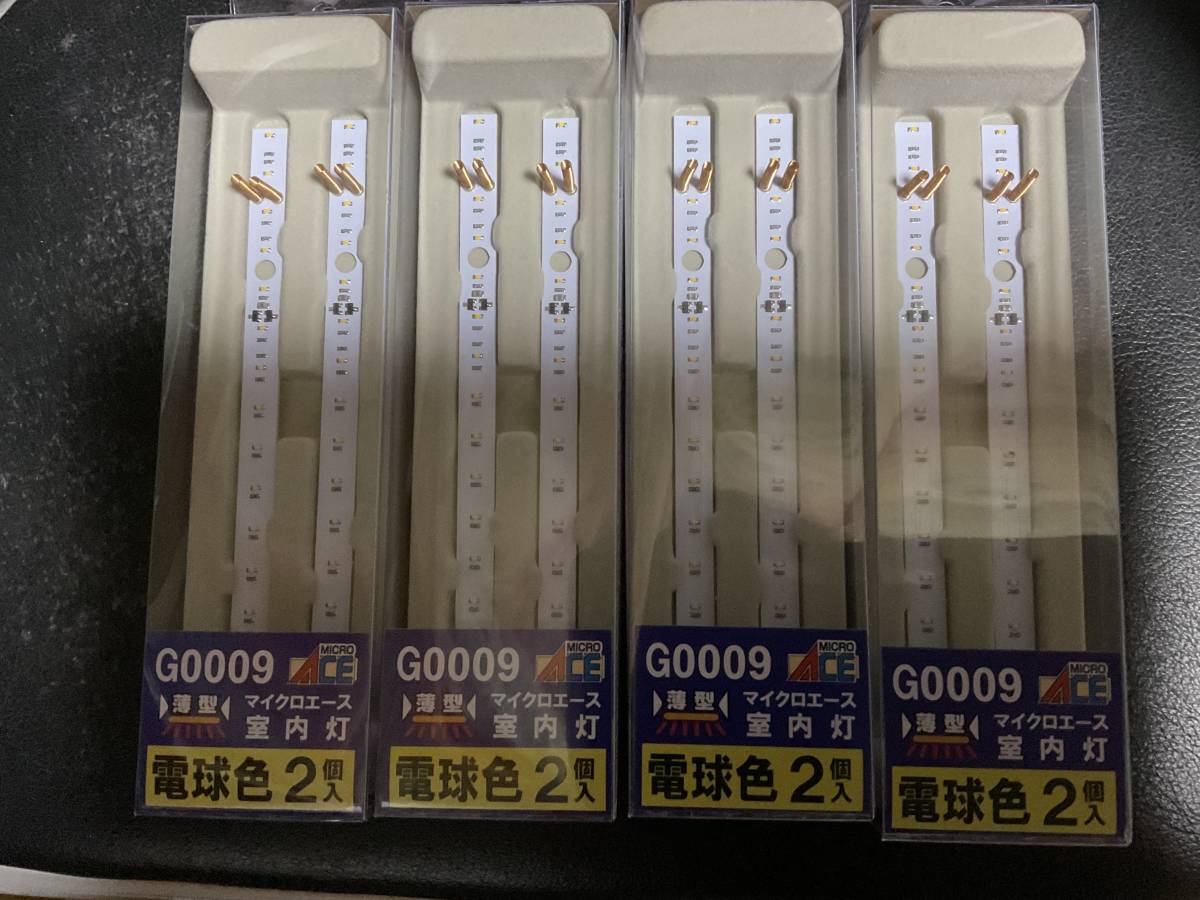 G0009
MICRO
ACE
薄型
マイクロエース
室内灯
電球色2個入
G0009
MICRO
ACE
薄型
マイクロエース
室内灯
電球色2個入
G0009
MICRO
ACE
薄型
マイクロエース
室内灯
電球色2個入
G0009
MICRO
ACE
薄型
マイクロエース
室内灯
電球色2個入